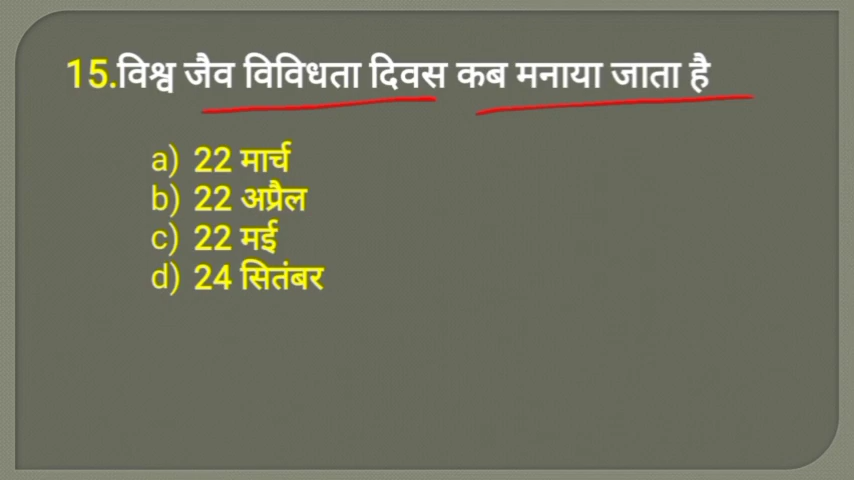 15.विश्व जैव विविधता दिवस कब मनाया जाता है
a) 22 मार्च
b) 22 अप्रैल
c) 22 मई
d) 24 सितंबर